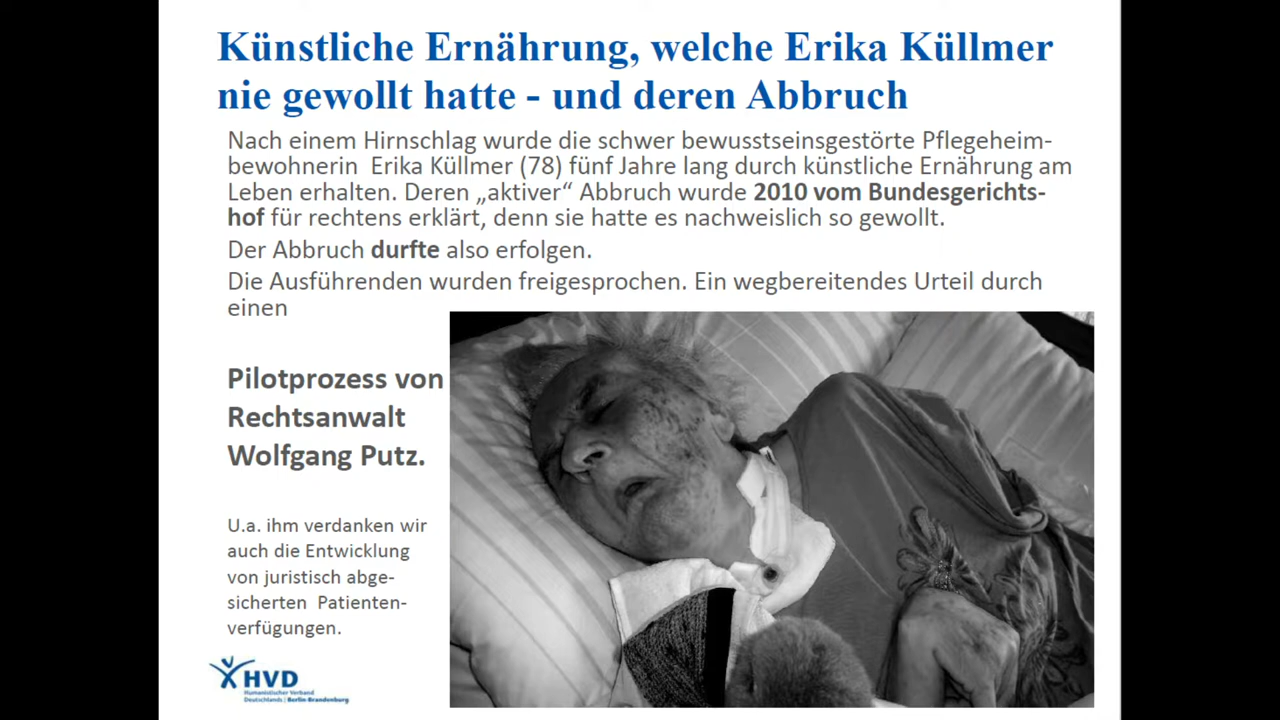 Künstliche Ernährung, welche Erika Küllmer
nie gewollt hatte - und deren Abbruch
Nach einem Hirnschlag wurde die schwer bewusstseinsgestörte Pflegeheim-
bewohnerin Erika Küllmer (78) fünf Jahre lang durch künstliche Ernährung am
Leben erhalten. Deren „aktiver“ Abbruch wurde 2010 vom Bundesgerichts-
hof für rechtens erklärt, denn sie hatte es nachweislich so gewollt.
Der Abbruch durfte also erfolgen.
Die Ausführenden wurden freigesprochen. Ein wegbereitendes Urteil durch
einen
Pilotprozess von
Rechtsanwalt
Wolfgang Putz.
U.a. ihm verdanken wir
auch die Entwicklung
von juristisch abge-
sicherten Patienten-
verfügungen.
HVD
Humanistischer Verband
Deutschlands | Berlin-Brandenburg